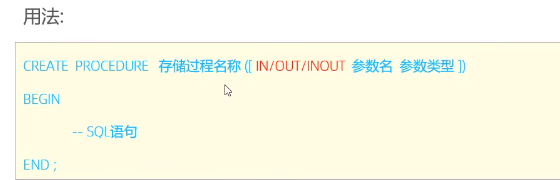 用法:
CREATE PROCEDURE 存储过程名称 ([ IN/OUT/INOUT 参数名 参数类型 ])
BEGIN
-- SQL语句
END ;